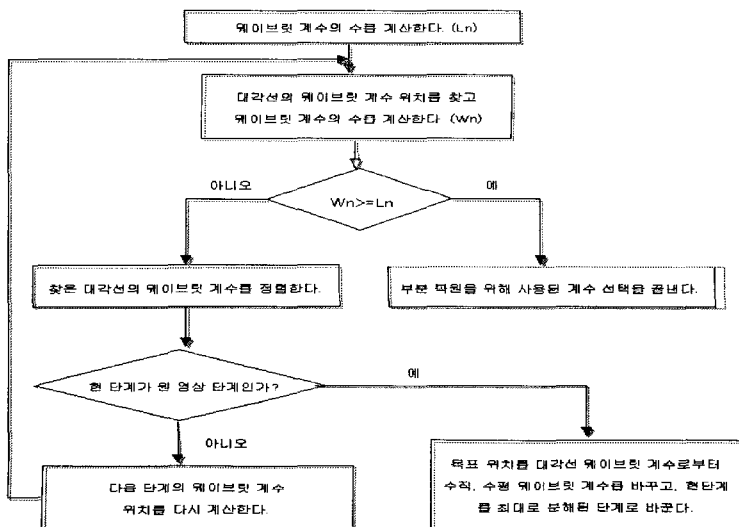 웨이브릿 계수의 수를 계산한다. (Ln)
대각선의 웨이브릿 계수 위치를 찾고
웨이브릿 계수의 수를 계산한다. (Wn)
아니오
예
Wn>=Ln
찾은 대각선의 웨이브릿 계수를 정렬한다.
부분 복원을 위해 사용된 계수 선택을 끝낸다.
예
현 단계가 원 영상 단계인가?
아니오
다음 단계의 웨이브릿 계수
위치를 다시 계산한다.
목표 위치를 대각선 웨이브릿 계수로부터
수직, 수평 웨이브릿 계수를 바꾸고, 현단계
를 최대로 분해된 단계로 바꾼다.